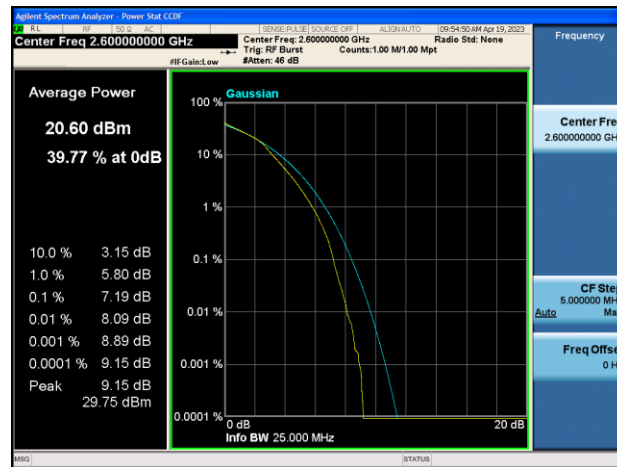 Agilent Spectrum Analyzer - Power Stat CCDF
RL RF 50 Ω AC SENSE:PULSE SOURCE OFF ALIGNAUTO 09:54:50 AM Apr 19, 2023
Center Freq 2.600000000 GHz
Center Freq: 2.600000000 GHz Radio Std: None
Trig: RF Burst Counts:1.00 M/1.00 Mpt
#IFGain:Low #Atten: 46 dB
Frequency
Average Power
20.60 dBm
39.77 % at 0dB
10.0 % 3.15 dB
1.0 % 5.80 dB
0.1 % 7.19 dB
0.01 % 8.09 dB
0.001 % 8.89 dB
0.0001 % 9.15 dB
Peak 9.15 dB
29.75 dBm
Gaussian
100 %
10 %
1 %
0.1 %
0.01 %
0.001 %
0.0001 %
0 dB 20 dB
Info BW 25.000 MHz
Center Fre
2.600000000 GH
CF Ste
5.000000 MH
Auto Ma
Freq Offse
0 H
MSG STATUS